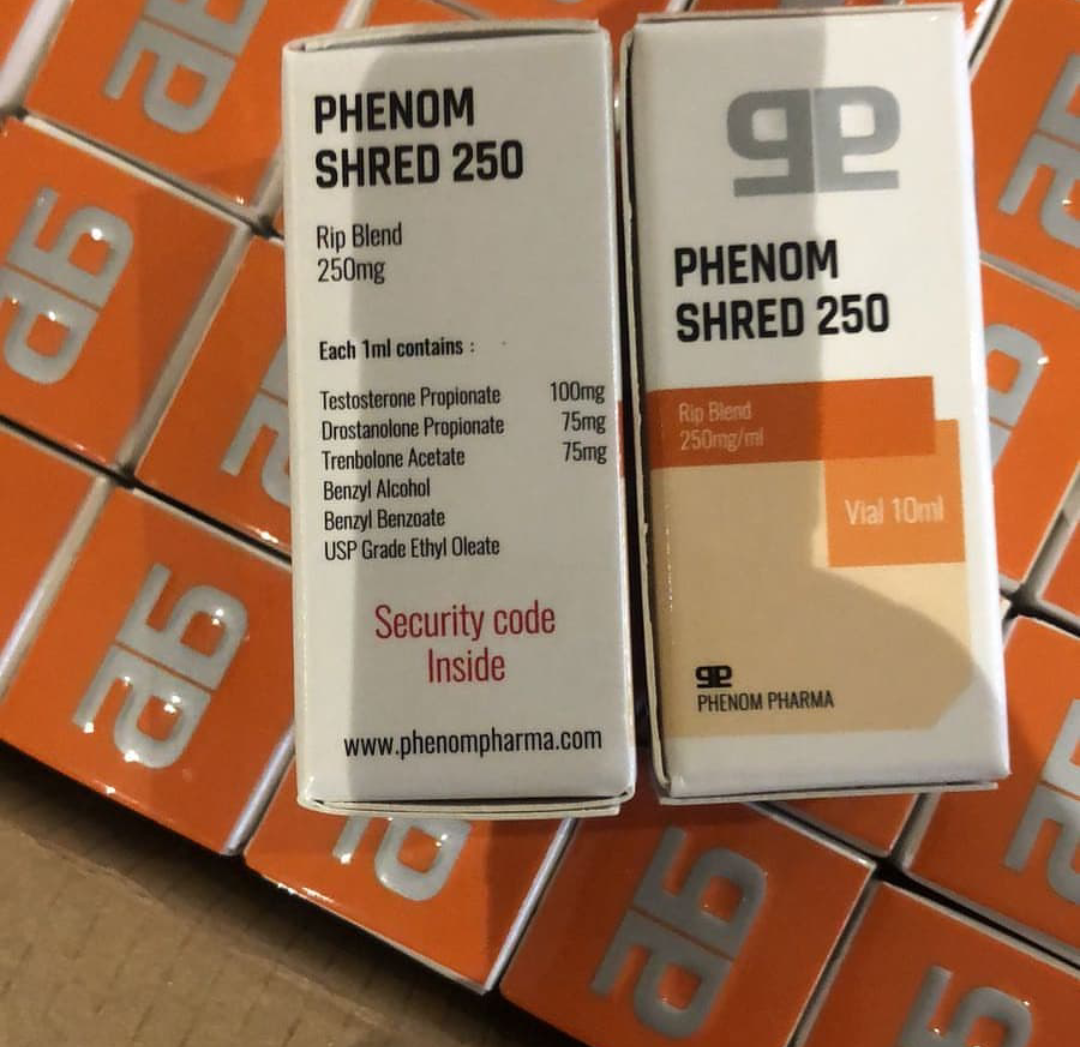 PHENOM
SHRED 250
Rip Blend
250mg
Each 1ml contains :
Testosterone Propionate 100mg
Drostanolone Propionate 75mg
Trenbolone Acetate 75mg
Benzyl Alcohol
Benzyl Benzoate
USP Grade Ethyl Oleate
Security code
Inside
www.phenompharma.com
PHENOM
SHRED 250
Rip Blend
250mg/ml
Vial 10ml
PHENOM PHARMA